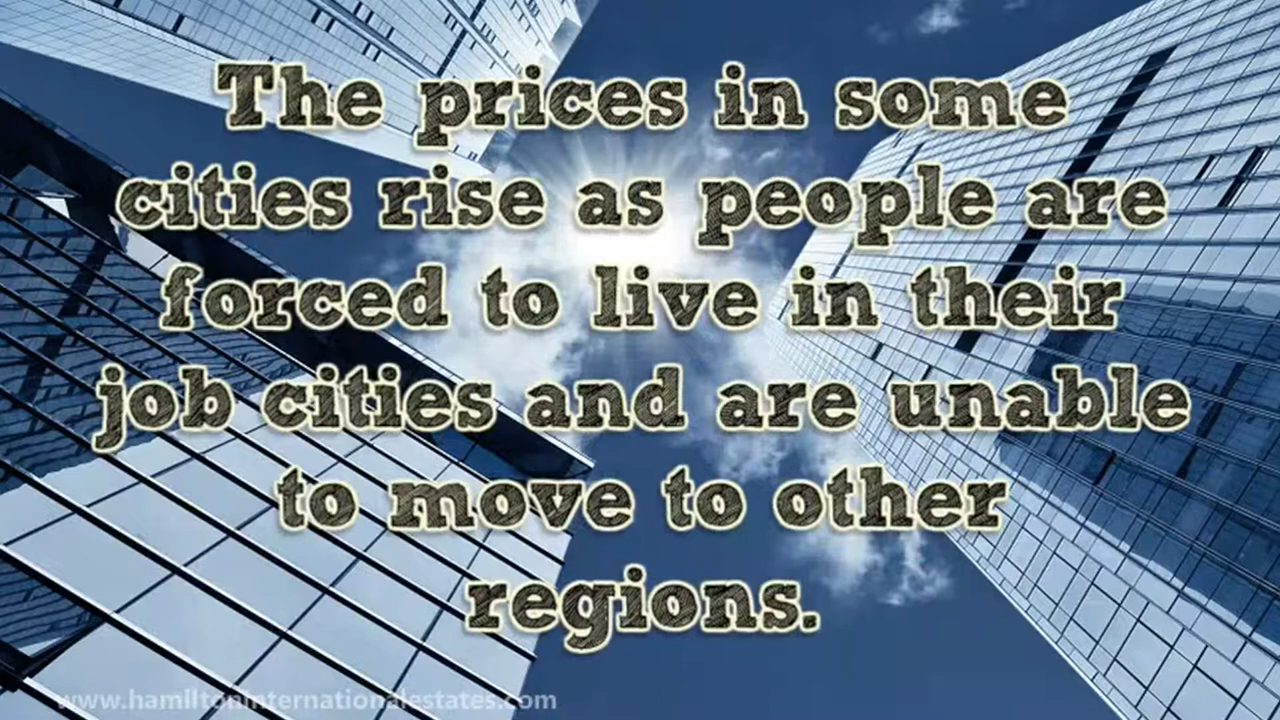 The prices in some
cities rise as people are
forced to live in their
job cities and are unable
to move to other
regions.
www.hamiltoninternationalestates.com